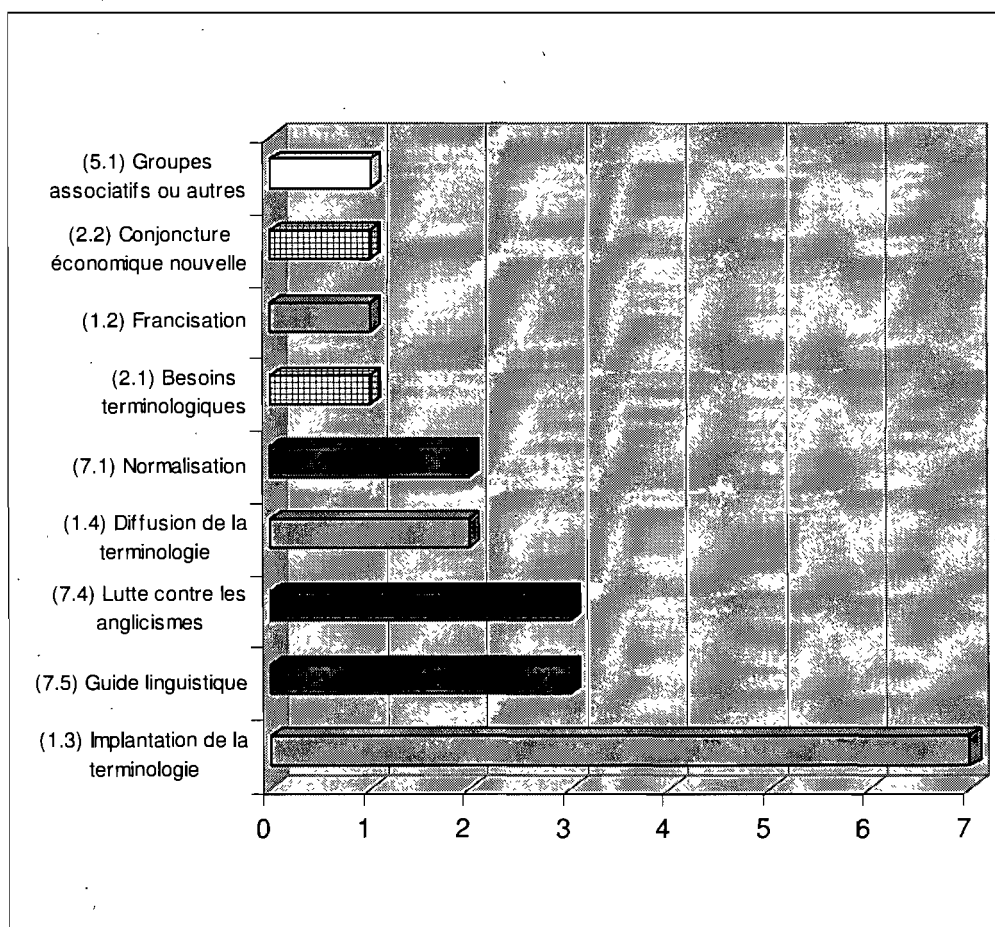 (5.1) Groupes
associatifs ou autres
(2.2) Conjoncture
économique nouvelle
(1.2) Francisation
(2.1) Besoins
terminologiques
(7.1) Normalisation
(1.4) Diffusion de la
terminologie
(7.4) Lutte contre les
anglicismes
(7.5) Guide linguistique
(1.3) Implantation de la
terminologie
0 1 2 3 4 5 6 7